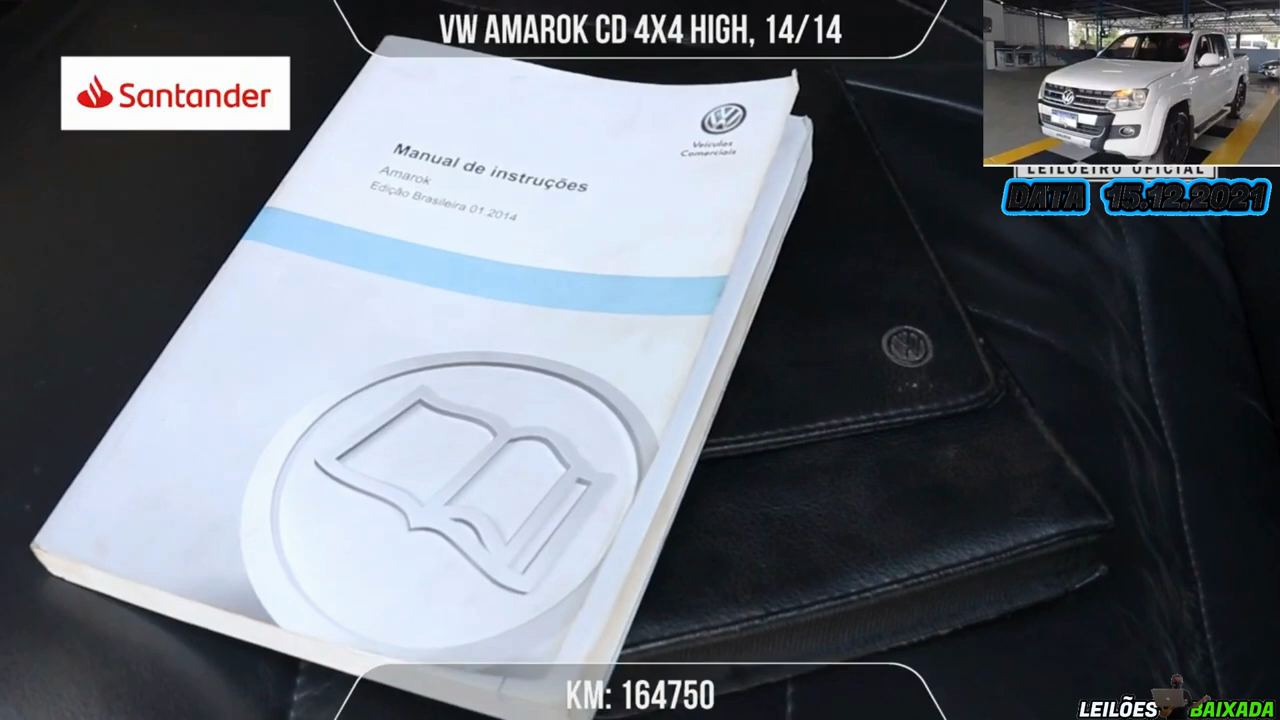 VW AMAROK CD 4X4 HIGH, 14/14
Santander
LEILOEIRO OFICIAL
DATA 15.12.2021
Veículos
Comerciais
Manual de instruções
Amarok
Edição Brasileira 01.2014
KM: 164750
LEILÕES BAIXADA